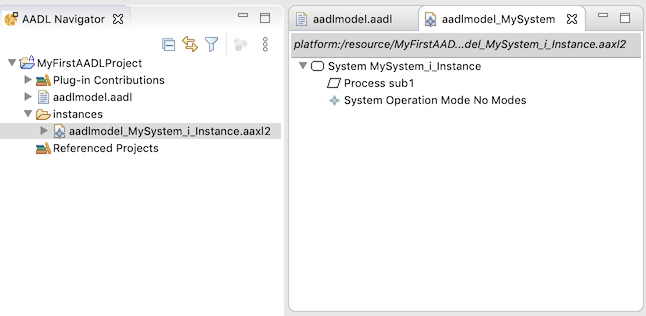 AADL Navigator
MyFirstAADLProject
Plug-in Contributions
aadlmodel.aadl
instances
aadlmodel_MySystem_i_Instance.aaxl2
Referenced Projects
aadlmodel.aadl
aadlmodel_MySystem
platform:/resource/MyFirstAAD...del_MySystem_i_Instance.aaxl2
System MySystem_i_Instance
Process sub1
System Operation Mode No Modes